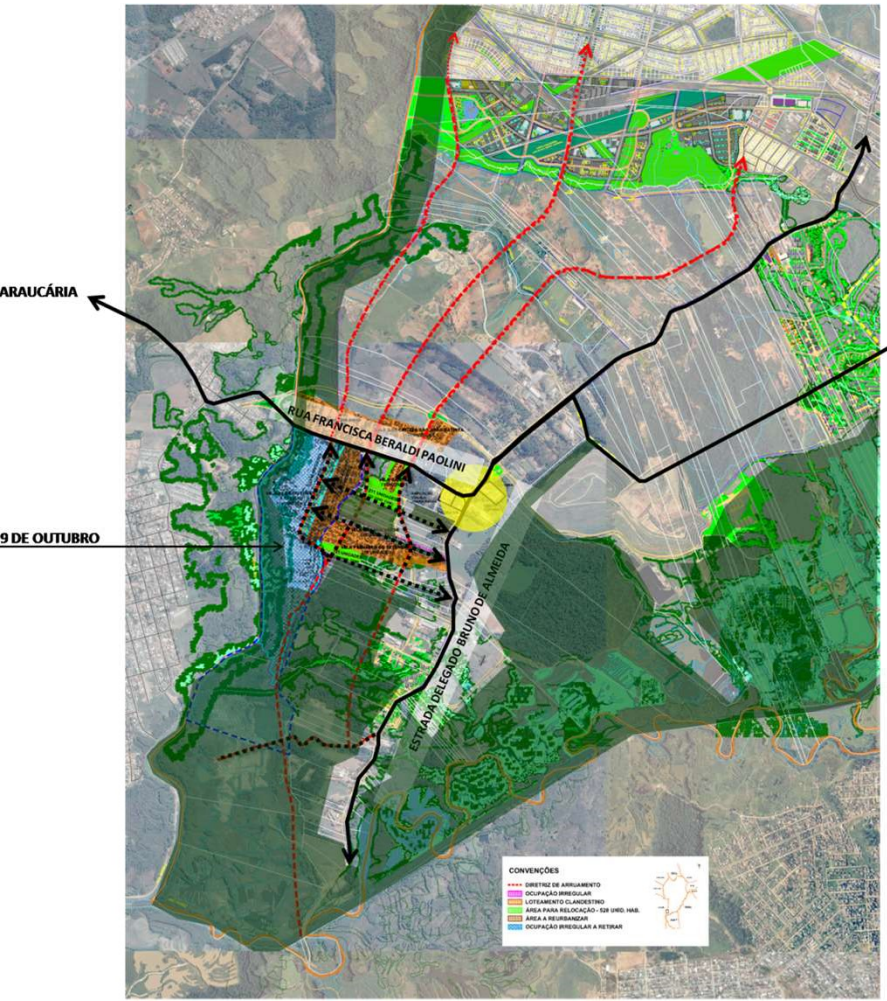 ARAUCÁRIA
RUA FRANCISCA BERALDI PAOLINI
9 DE OUTUBRO
ESTRADA DELEGADO BRUNO DE ALMEIDA
CONVENÇÕES
DIRETRIZ DE ARRUAMENTO
OCUPAÇÃO IRREGULAR
LOTEAMENTO CLANDESTINO
ÁREA PARA RELOCAÇÃO - 528 UNID. HAB.
ÁREA A REURBANIZAR
OCUPAÇÃO IRREGULAR A RETIRAR